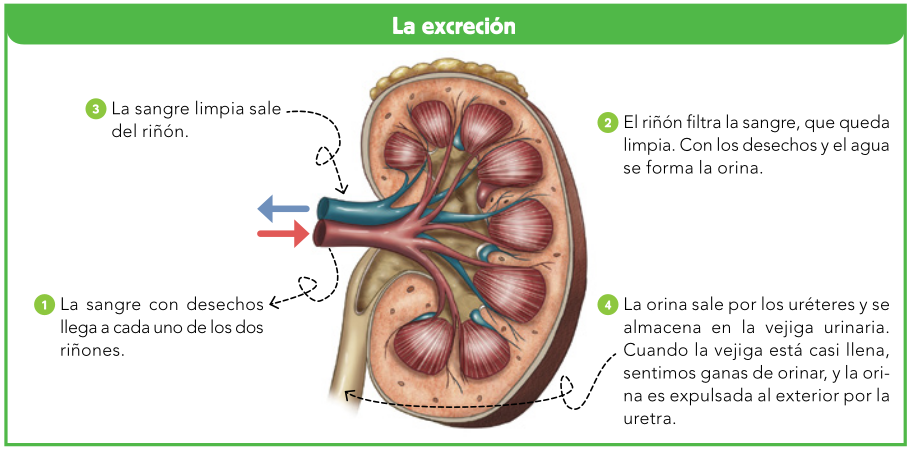 La excreción
3 La sangre limpia sale
del riñón.
2 El riñón filtra la sangre, que queda
limpia. Con los desechos y el agua
se forma la orina.
1 La sangre con desechos
llega a cada uno de los dos
riñones.
4 La orina sale por los uréteres y se
almacena en la vejiga urinaria.
Cuando la vejiga está casi llena,
sentimos ganas de orinar, y la ori-
na es expulsada al exterior por la
uretra.